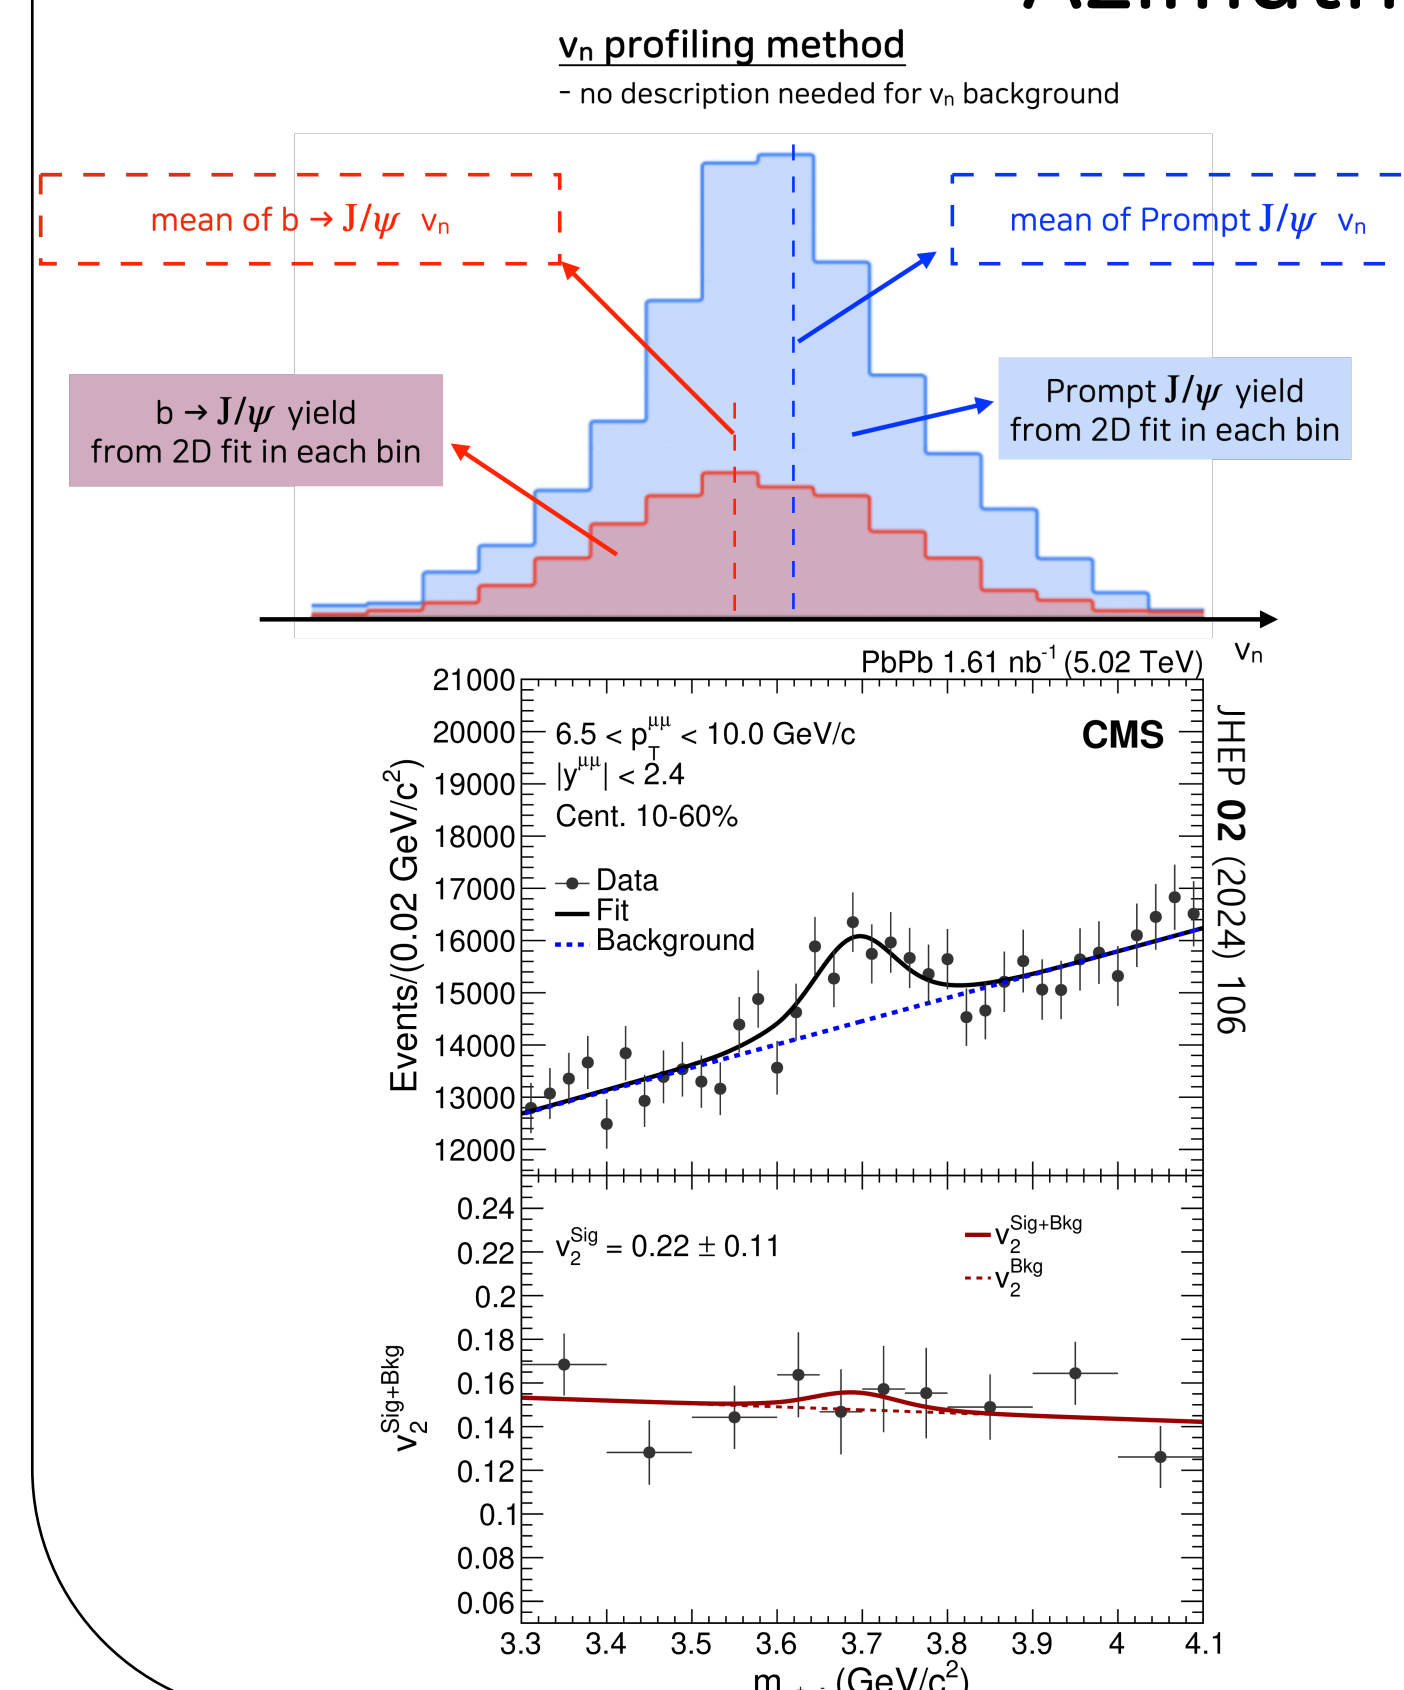 vₙ profiling method
- no description needed for vₙ background
mean of b → J/ψ vₙ
mean of Prompt J/ψ vₙ
b → J/ψ yield
from 2D fit in each bin
Prompt J/ψ yield
from 2D fit in each bin
vₙ
PbPb 1.61 nb⁻¹ (5.02 TeV)
21000
20000
19000
18000
17000
16000
15000
14000
13000
12000
Events/(0.02 GeV/c²)
6.5 < p_T^μμ < 10.0 GeV/c
|y^μμ| < 2.4
Cent. 10-60%
CMS
Data
Fit
Background
JHEP 02 (2024) 106
0.24
0.22
0.2
0.18
0.16
0.14
0.12
0.1
0.08
0.06
v₂^Sig+Bkg
v₂^Sig = 0.22 ± 0.11
v₂^Sig+Bkg
v₂^Bkg
3.3 3.4 3.5 3.6 3.7 3.8 3.9 4 4.1
(GeV/c²)